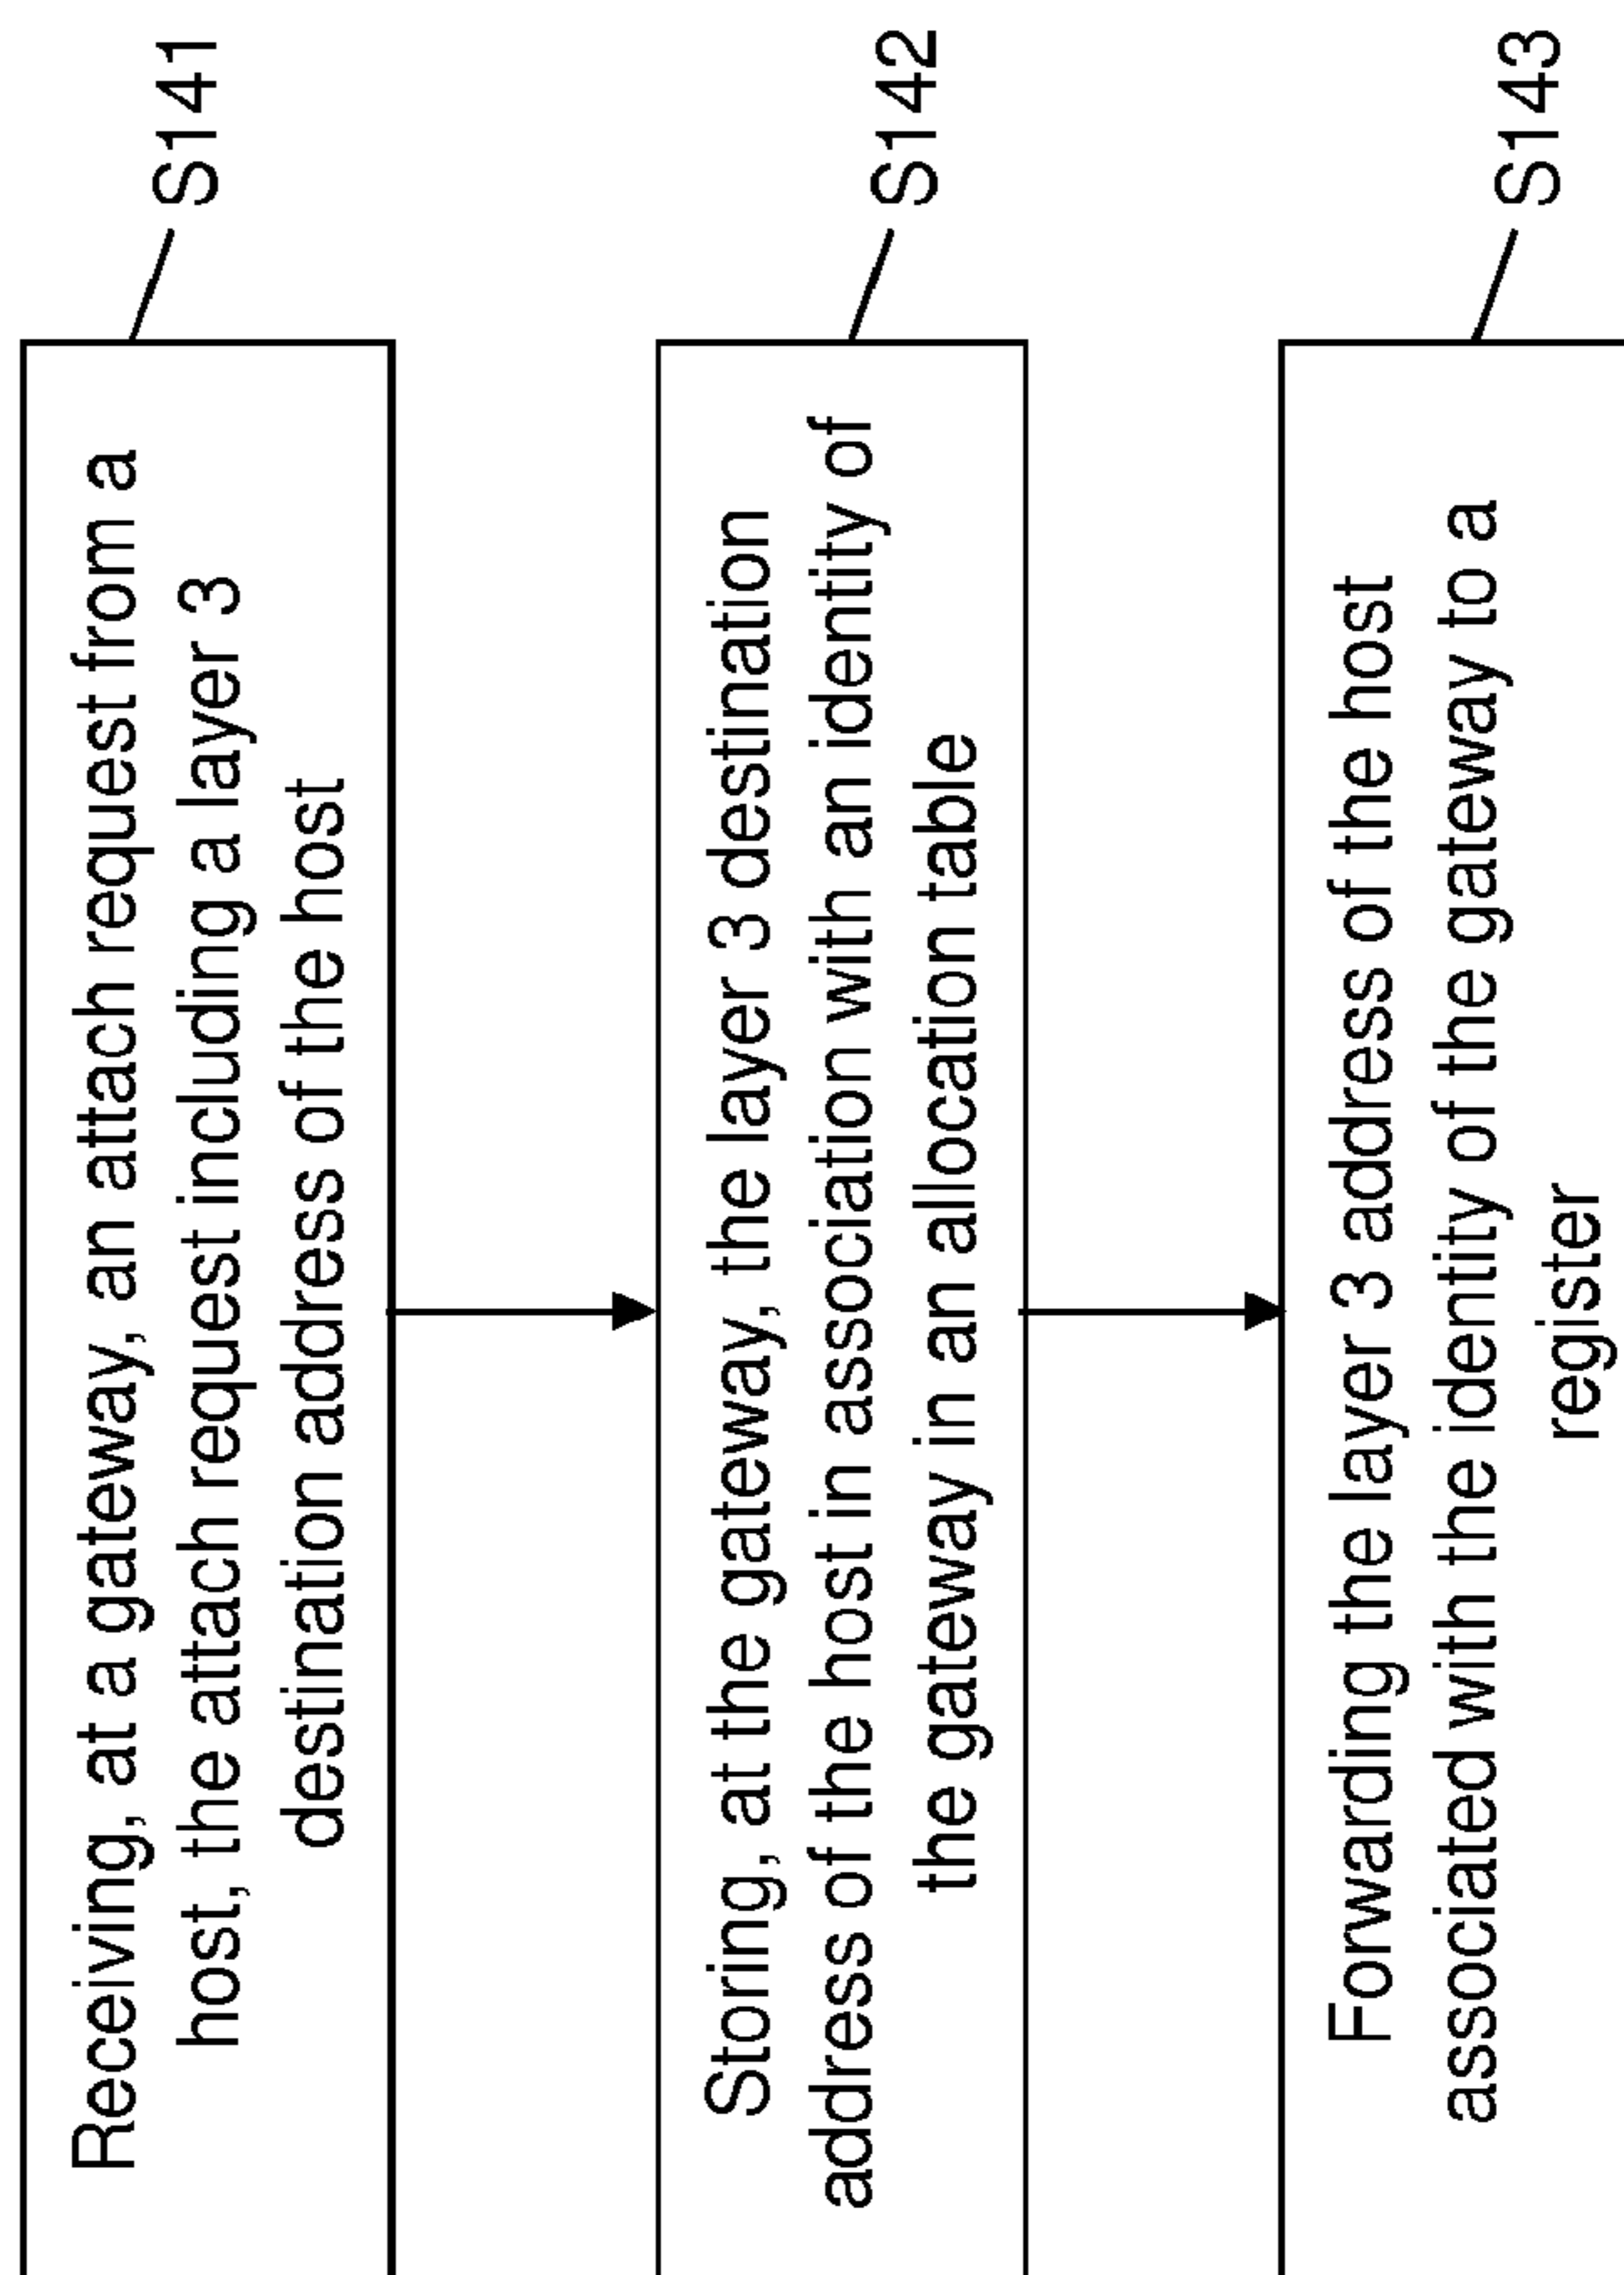 Receiving, at a gateway, an attach request from a
host, the attach request including a layer 3
destination address of the host
S141
Storing, at the gateway, the layer 3 destination
address of the host in association with an identity of
the gateway in an allocation table
S142
Forwarding the layer 3 address of the host
associated with the identity of the gateway to a
register
S143